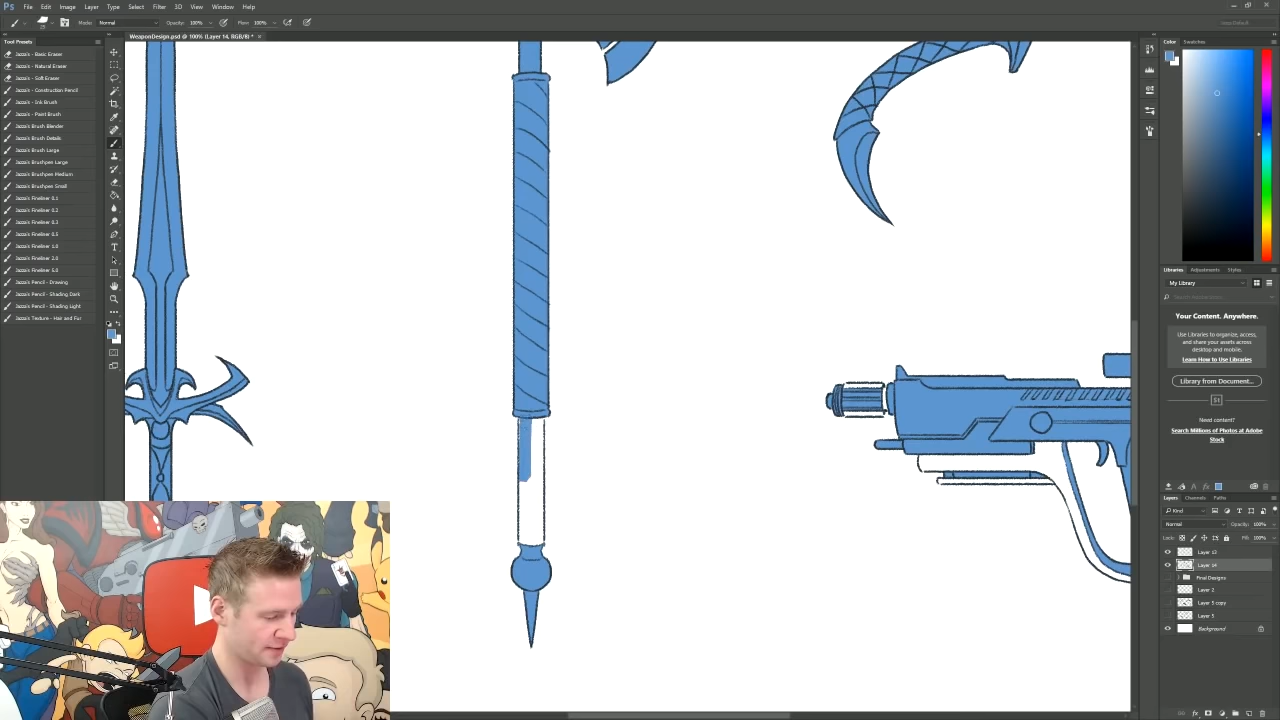 Ps File Edit Image Layer Type Select Filter 3D View Window Help
Mode: Normal Opacity: 100% Flow: 100%
Tool Presets
WeaponDesign.psd @ 100% (Layer 14, RGB/8) *
Jazza's - Basic Eraser
Jazza's - Natural Eraser
Jazza's - Soft Eraser
Jazza's - Construction Pencil
Jazza's - Ink Brush
Jazza's - Paint Brush
Jazza's Brush Blender
Jazza's Brush Details
Jazza's Brush Large
Jazza's Brushpen Large
Jazza's Brushpen Medium
Jazza's Brushpen Small
Jazza's Fineliner 0.1
Jazza's Fineliner 0.2
Jazza's Fineliner 0.3
Jazza's Fineliner 0.5
Jazza's Fineliner 1.0
Jazza's Fineliner 2.0
Jazza's Fineliner 5.0
Jazza's Pencil - Drawing
Jazza's Pencil - Shading Dark
Jazza's Pencil - Shading Light
Jazza's Texture - Hair and Fur
Color Swatches
Libraries Adjustments Styles
My Library
Your Content. Anywhere.
Use Libraries to organize, access,
and share your assets across
desktop and mobile.
Learn How to Use Libraries
Library from Document...
St
Need content?
Search Millions of Photos at Adobe
Stock
Layers Channels Paths
Kind
Normal Opacity: 100%
Lock: Fill: 100%
Layer 13
Layer 14
Final Designs
Layer 2
Layer 5 copy
Layer 5
Background